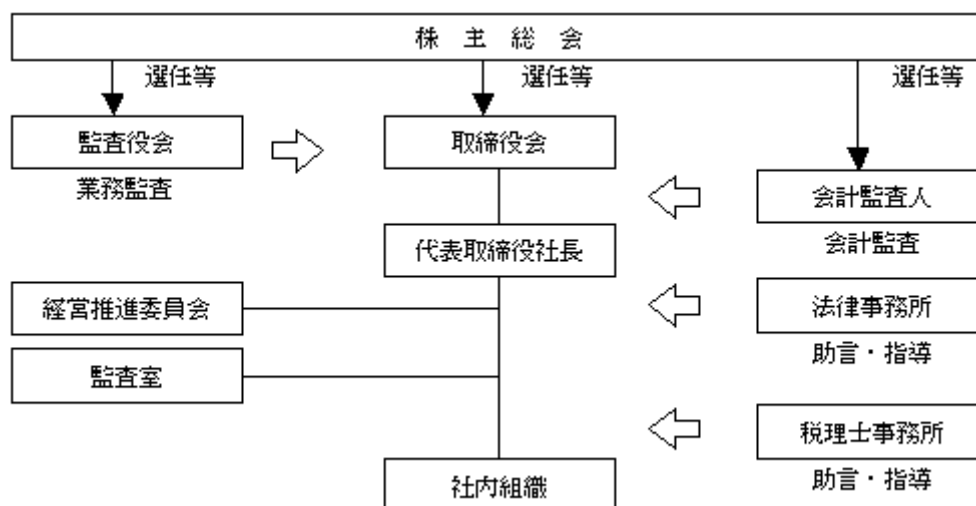 株主総会
選任等
選任等
選任等
監査役会
取締役会
業務監査
会計監査人
会計監査
代表取締役社長
経営推進委員会
法律事務所
助言・指導
監査室
税理士事務所
助言・指導
社内組織